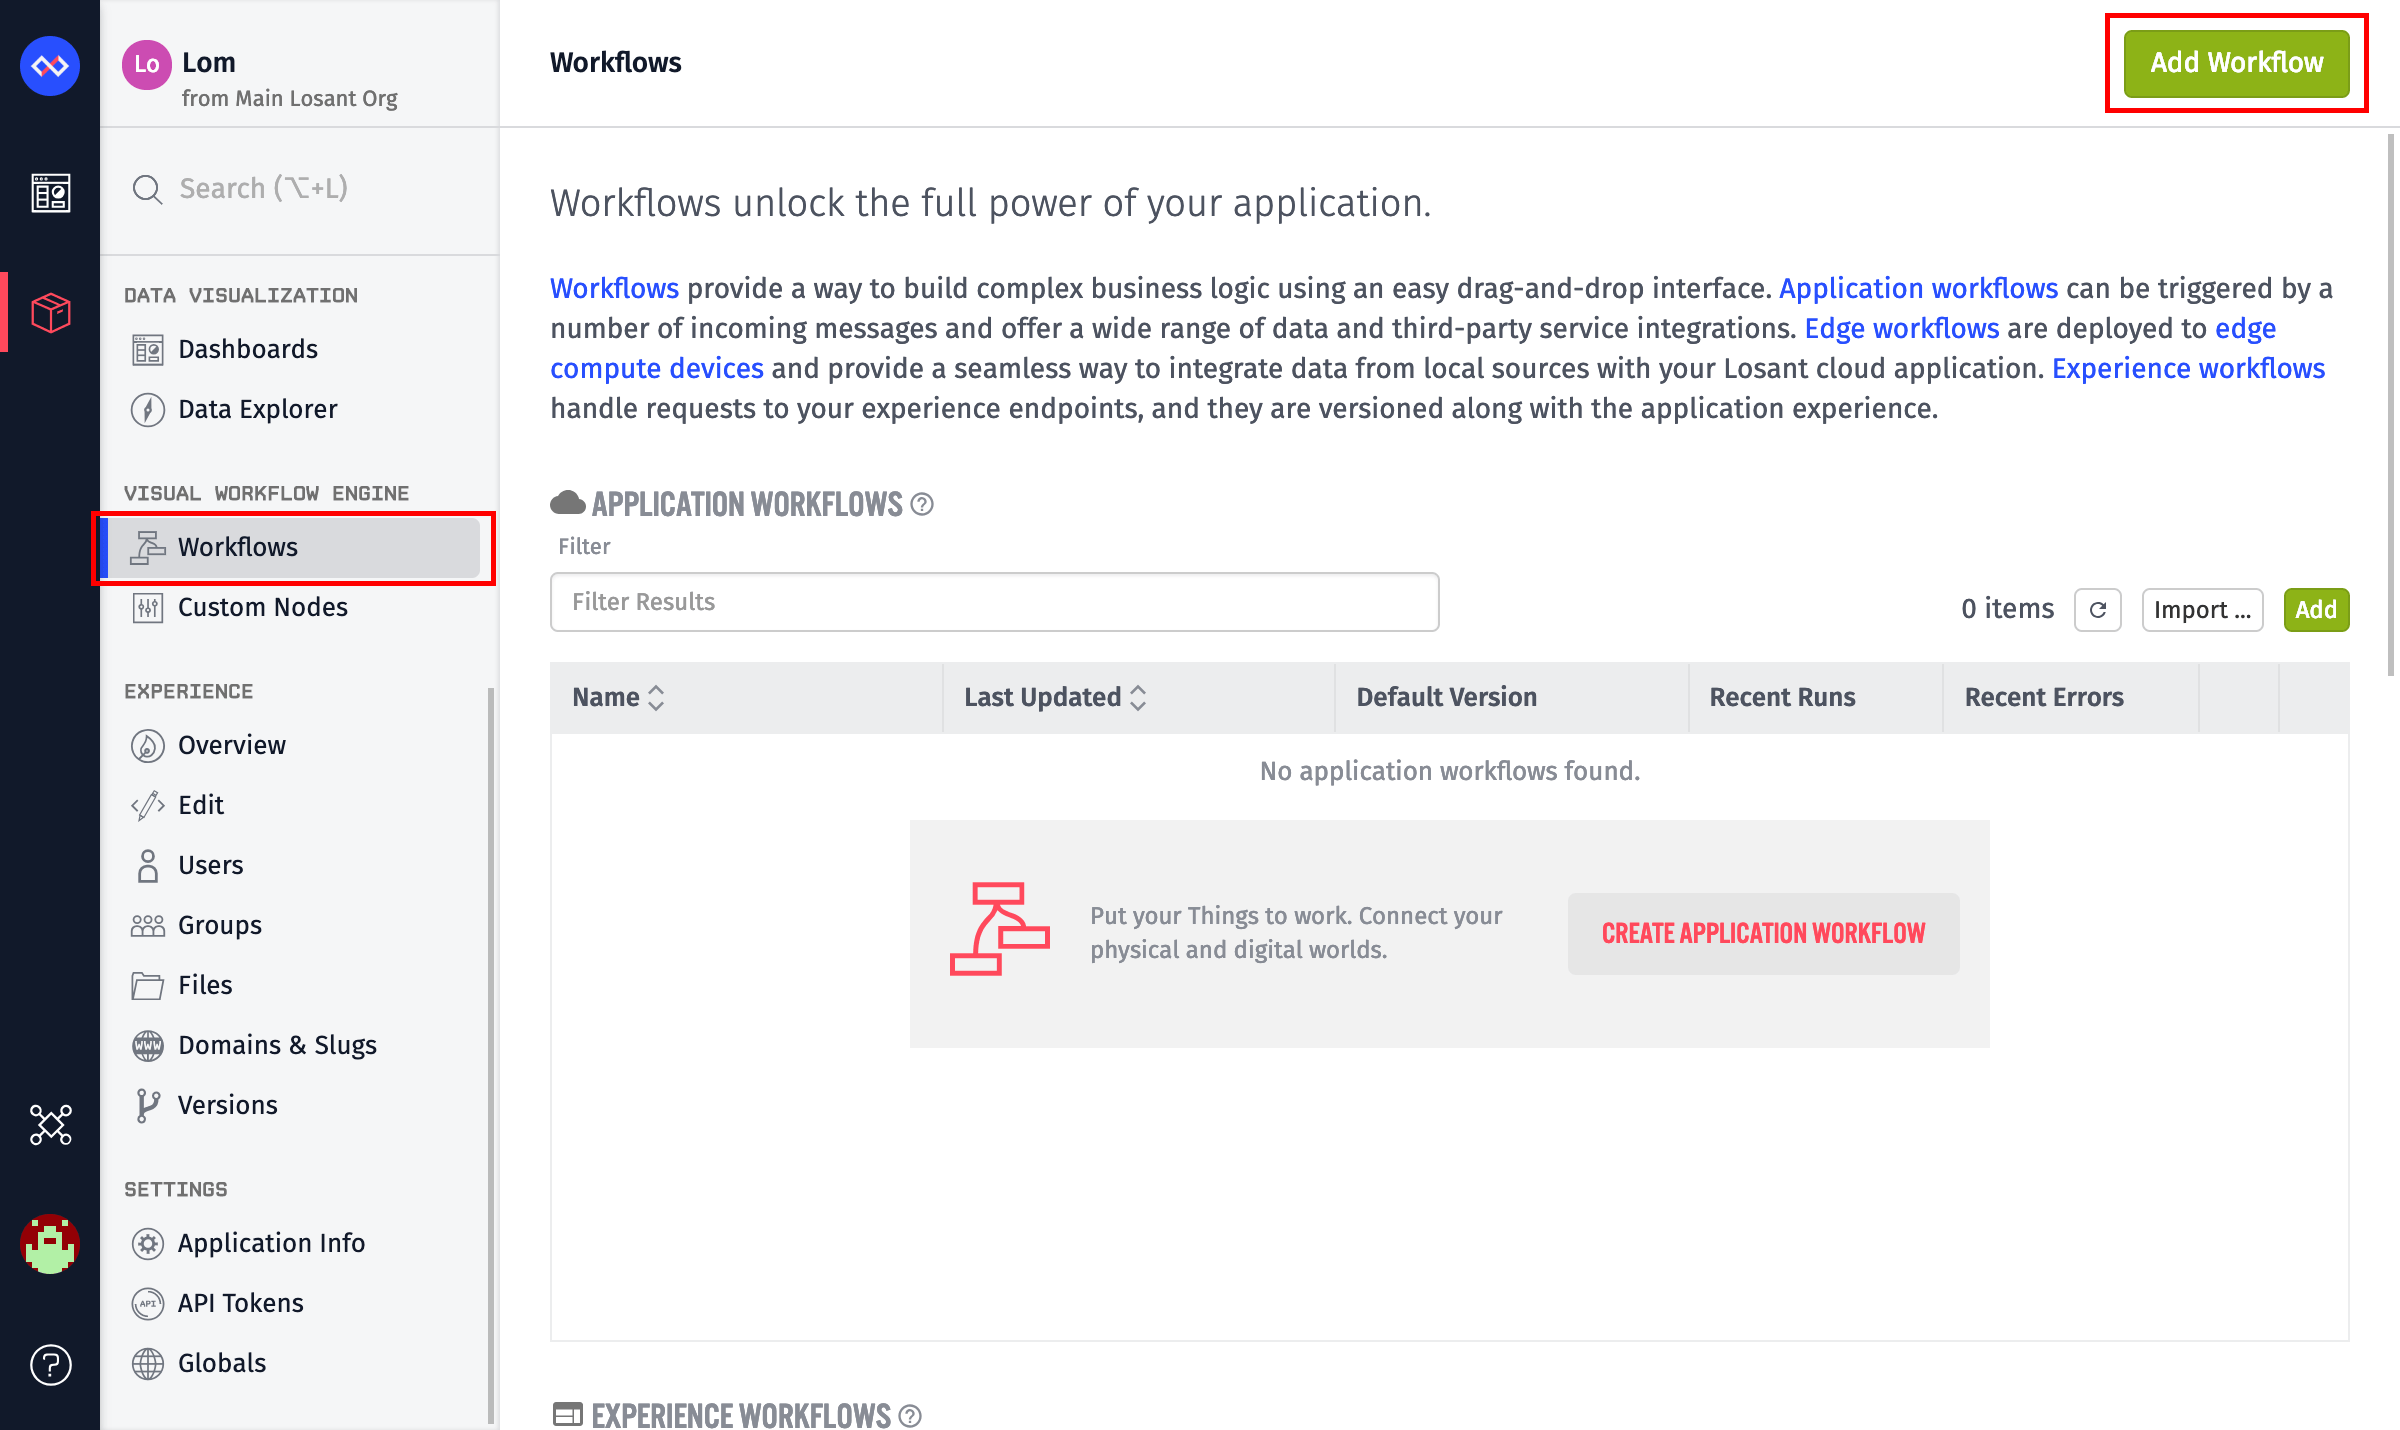 Lo
Lom
from Main Losant Org
Search (⌥+L)
DATA VISUALIZATION
Dashboards
Data Explorer
VISUAL WORKFLOW ENGINE
Workflows
Custom Nodes
EXPERIENCE
Overview
Edit
Users
Groups
Files
WWW
Domains & Slugs
Versions
SETTINGS
Application Info
API
API Tokens
Globals
Workflows
Add Workflow
Workflows unlock the full power of your application.
Workflows provide a way to build complex business logic using an easy drag-and-drop interface. Application workflows can be triggered by a
number of incoming messages and offer a wide range of data and third-party service integrations. Edge workflows are deployed to edge
compute devices and provide a seamless way to integrate data from local sources with your Losant cloud application. Experience workflows
handle requests to your experience endpoints, and they are versioned along with the application experience.
APPLICATION WORKFLOWS ?
Filter
Filter Results
0 items
Import ...
Add
Name
Last Updated
Default Version
Recent Runs
Recent Errors
No application workflows found.
Put your Things to work. Connect your
physical and digital worlds.
CREATE APPLICATION WORKFLOW
EXPERIENCE WORKFLOWS ?
?